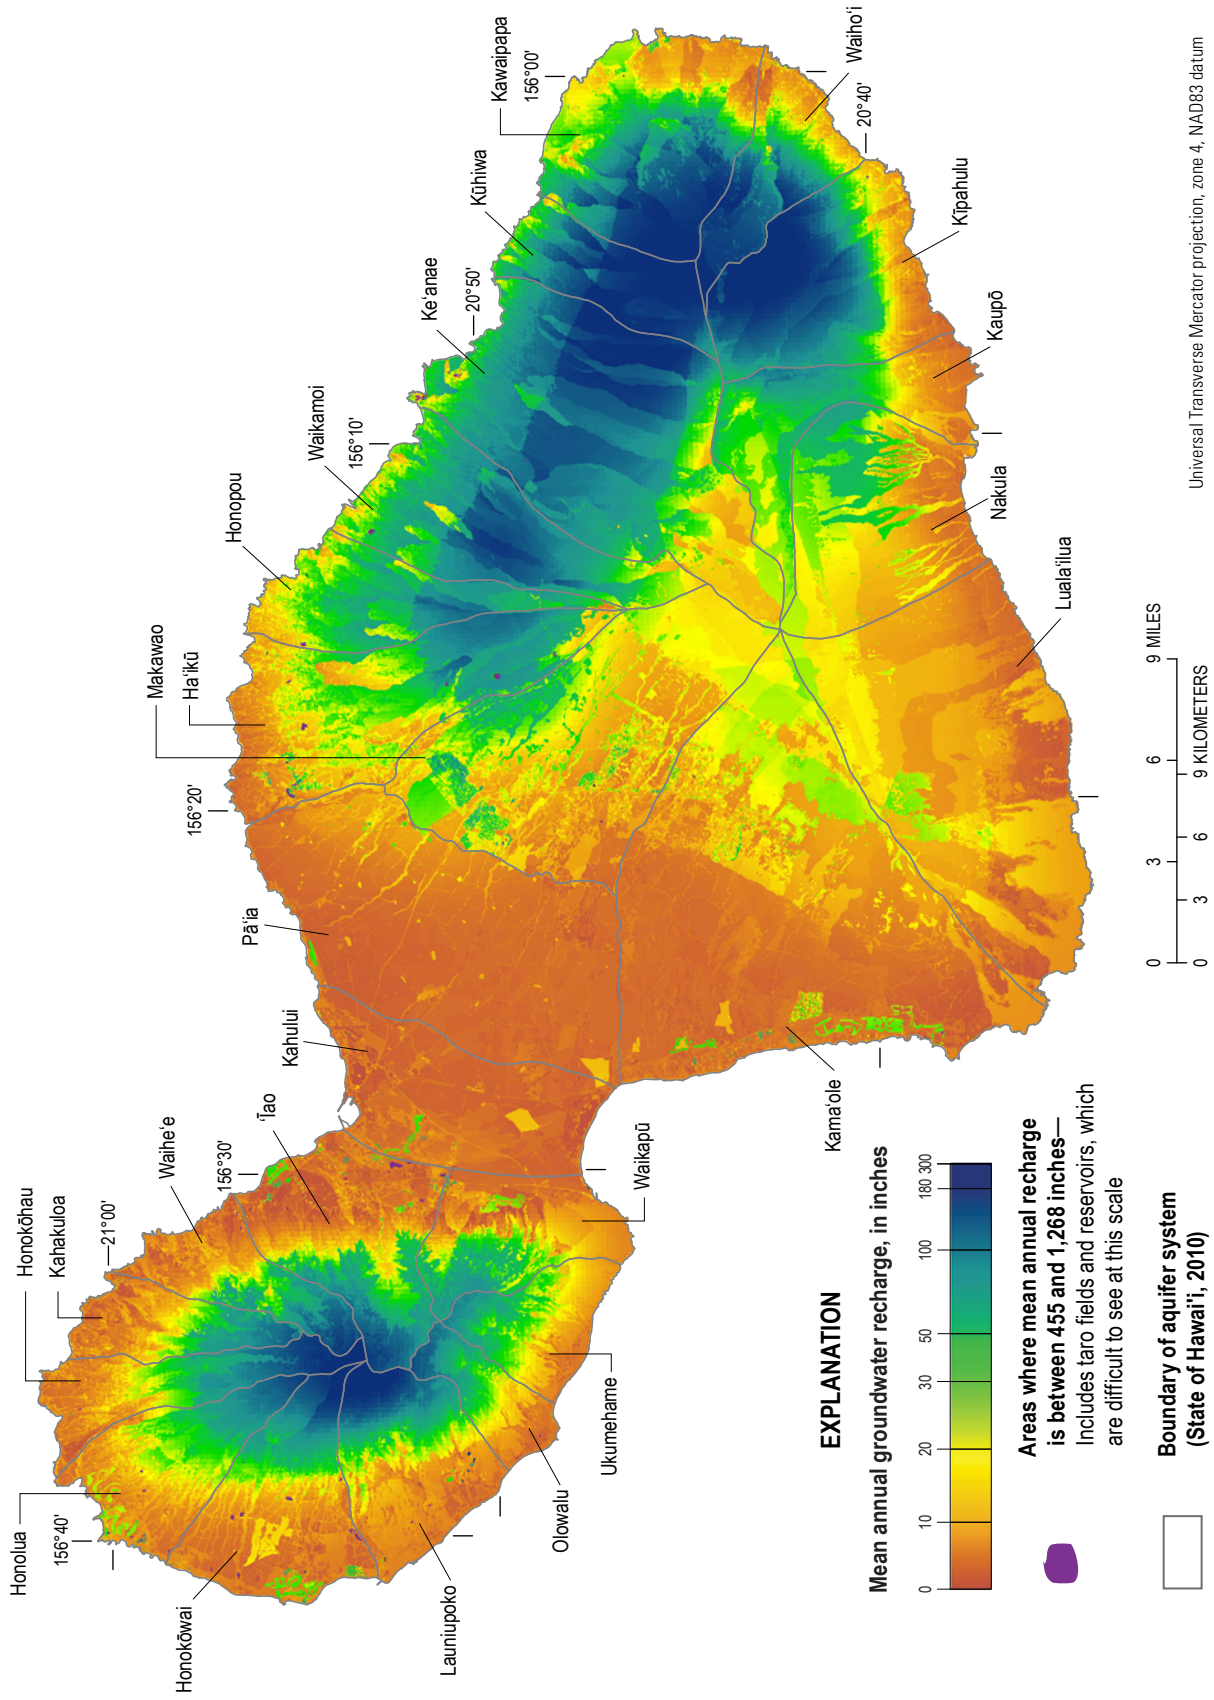 Honolua
Honokōhau
Kahakuloa
21°00'
Waiheʻe
156°30'
ʻĪao
Kahului
Pāʻia
156°20'
Makawao
Haʻikū
Honopou
Waikamoi
156°10'
Keʻanae
20°50'
Kūhiwa
Kawaipapa
156°00'
Waihoʻi
20°40'
Kīpahulu
Kaupō
Nakula
Lualaʻilua
Kamaʻole
Waikapū
Ukumehame
Olowalu
Launiupoko
Honokōwai
156°40'
EXPLANATION
Mean annual groundwater recharge, in inches
0 10 20 30 50 100 180 300
Areas where mean annual recharge
is between 455 and 1,268 inches—
Includes taro fields and reservoirs, which
are difficult to see at this scale
Boundary of aquifer system
(State of Hawai'i, 2010)
0 3 6 9 MILES
0 3 6 9 KILOMETERS
Universal Transverse Mercator projection, zone 4, NAD83 datum